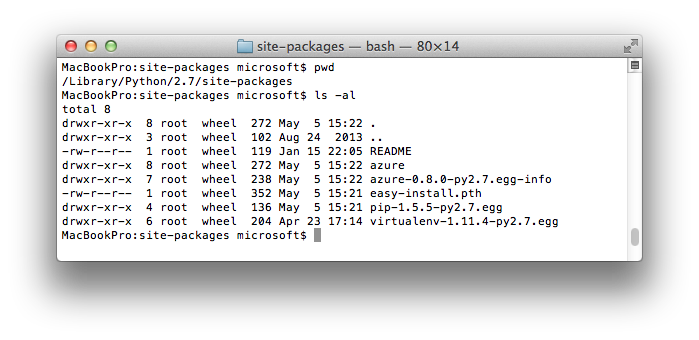 site-packages — bash — 80×14
MacBookPro:site-packages microsoft$ pwd
/Library/Python/2.7/site-packages
MacBookPro:site-packages microsoft$ ls -al
total 8
drwxr-xr-x  8 root  wheel  272 May  5 15:22 .
drwxr-xr-x  3 root  wheel  102 Aug 24  2013 ..
-rw-r--r--  1 root  wheel  119 Jan 15 22:05 README
drwxr-xr-x  8 root  wheel  272 May  5 15:22 azure
drwxr-xr-x  7 root  wheel  238 May  5 15:22 azure-0.8.0-py2.7.egg-info
-rw-r--r--  1 root  wheel  352 May  5 15:21 easy-install.pth
drwxr-xr-x  4 root  wheel  136 May  5 15:21 pip-1.5.5-py2.7.egg
drwxr-xr-x  6 root  wheel  204 Apr 23 17:14 virtualenv-1.11.4-py2.7.egg
MacBookPro:site-packages microsoft$